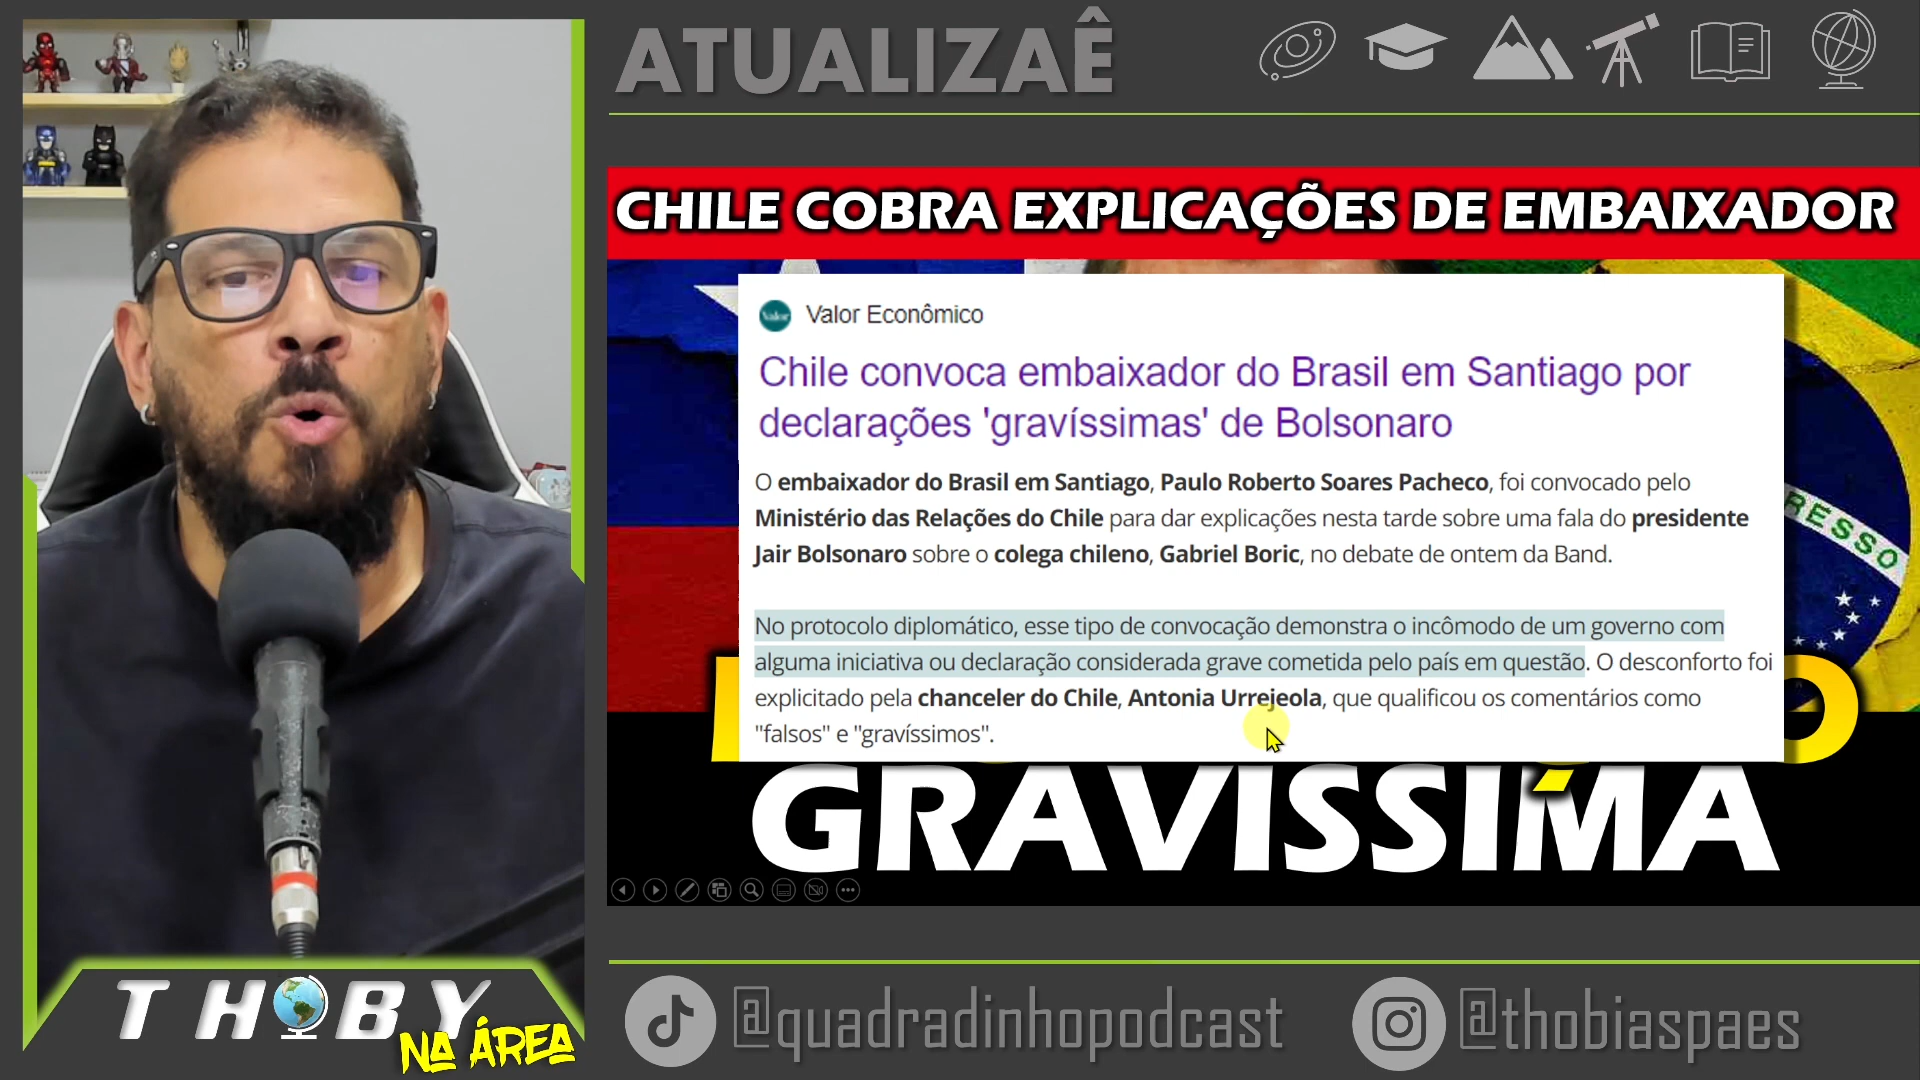 ATUALIZAÊ
CHILE COBRA EXPLICAÇÕES DE EMBAIXADOR
Valor
Valor Econômico
Chile convoca embaixador do Brasil em Santiago por
declarações 'gravíssimas' de Bolsonaro
O embaixador do Brasil em Santiago, Paulo Roberto Soares Pacheco, foi convocado pelo
Ministério das Relações do Chile para dar explicações nesta tarde sobre uma fala do presidente
Jair Bolsonaro sobre o colega chileno, Gabriel Boric, no debate de ontem da Band.
No protocolo diplomático, esse tipo de convocação demonstra o incômodo de um governo com
alguma iniciativa ou declaração considerada grave cometida pelo país em questão. O desconforto foi
explicitado pela chanceler do Chile, Antonia Urrejeola, que qualificou os comentários como
"falsos" e "gravíssimos".
RESSO
GRAVÍSSIMA
THOBY
NA ÁREA
@quadradinhopodcast
@thobiaspaes